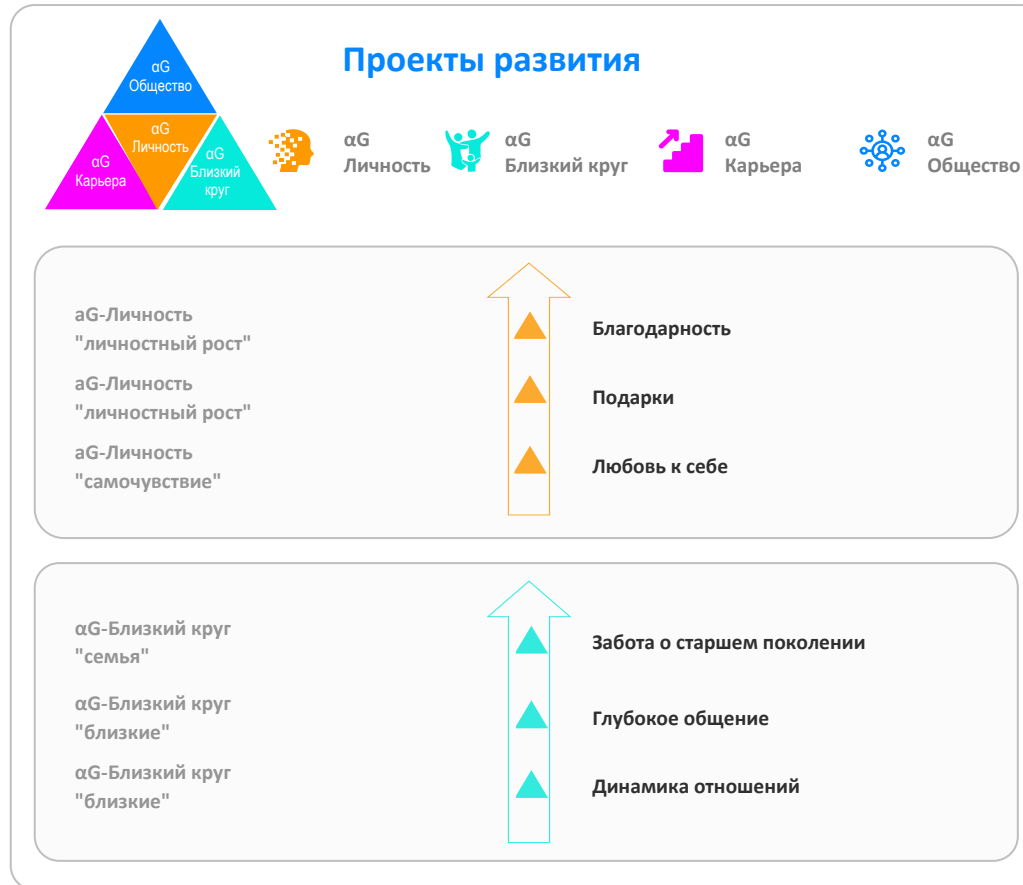 αG
Общество
αG
Личность
αG
Карьера
αG
Близкий
круг
Проекты развития
αG
Личность
αG
Близкий круг
αG
Карьера
αG
Общество
aG-Личность
"личностный рост"
Благодарность
aG-Личность
"личностный рост"
Подарки
aG-Личность
"самочувствие"
Любовь к себе
αG-Близкий круг
"семья"
Забота о старшем поколении
αG-Близкий круг
"близкие"
Глубокое общение
αG-Близкий круг
"близкие"
Динамика отношений